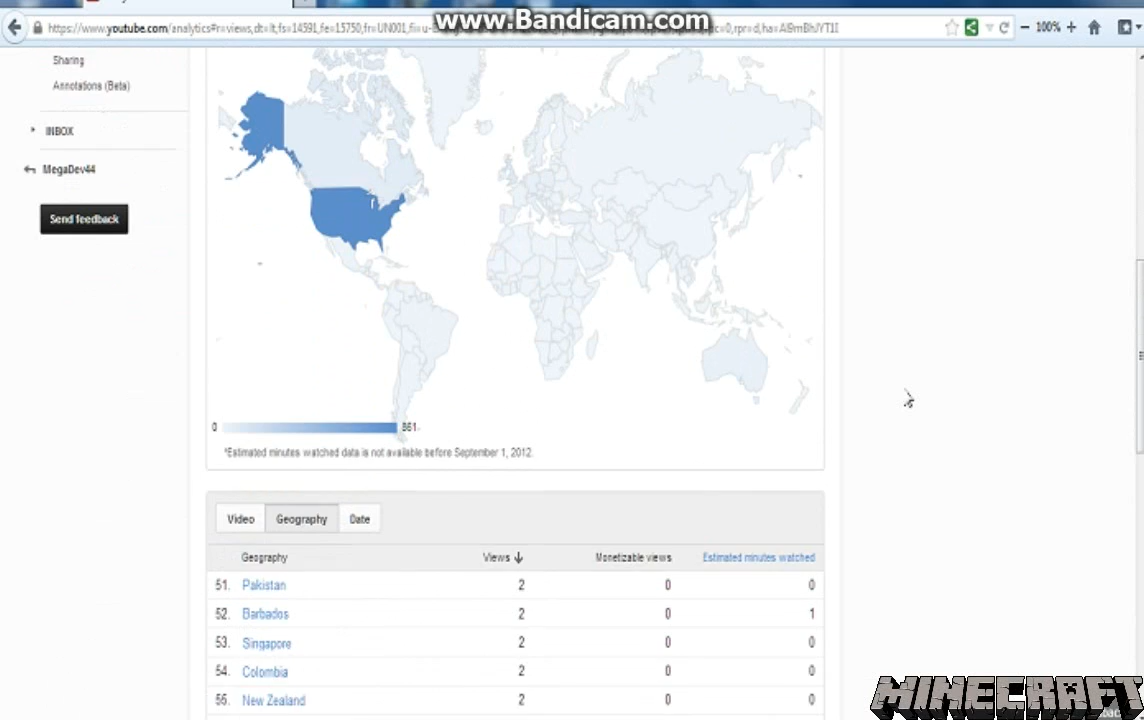 www.Bandicam.com
100%
Sharing
Annotations (Beta)
INBOX
MegaDev44
Send feedback
0 861
*Estimated minutes watched data is not available before September 1, 2012.
Video Geography Date
Geography Views Monetizable views Estimated minutes watched
51. Pakistan 2 0 0
52. Barbados 2 0 1
53. Singapore 2 0 0
54. Colombia 2 0 0
55. New Zealand 2 0 0
MINECRAFT